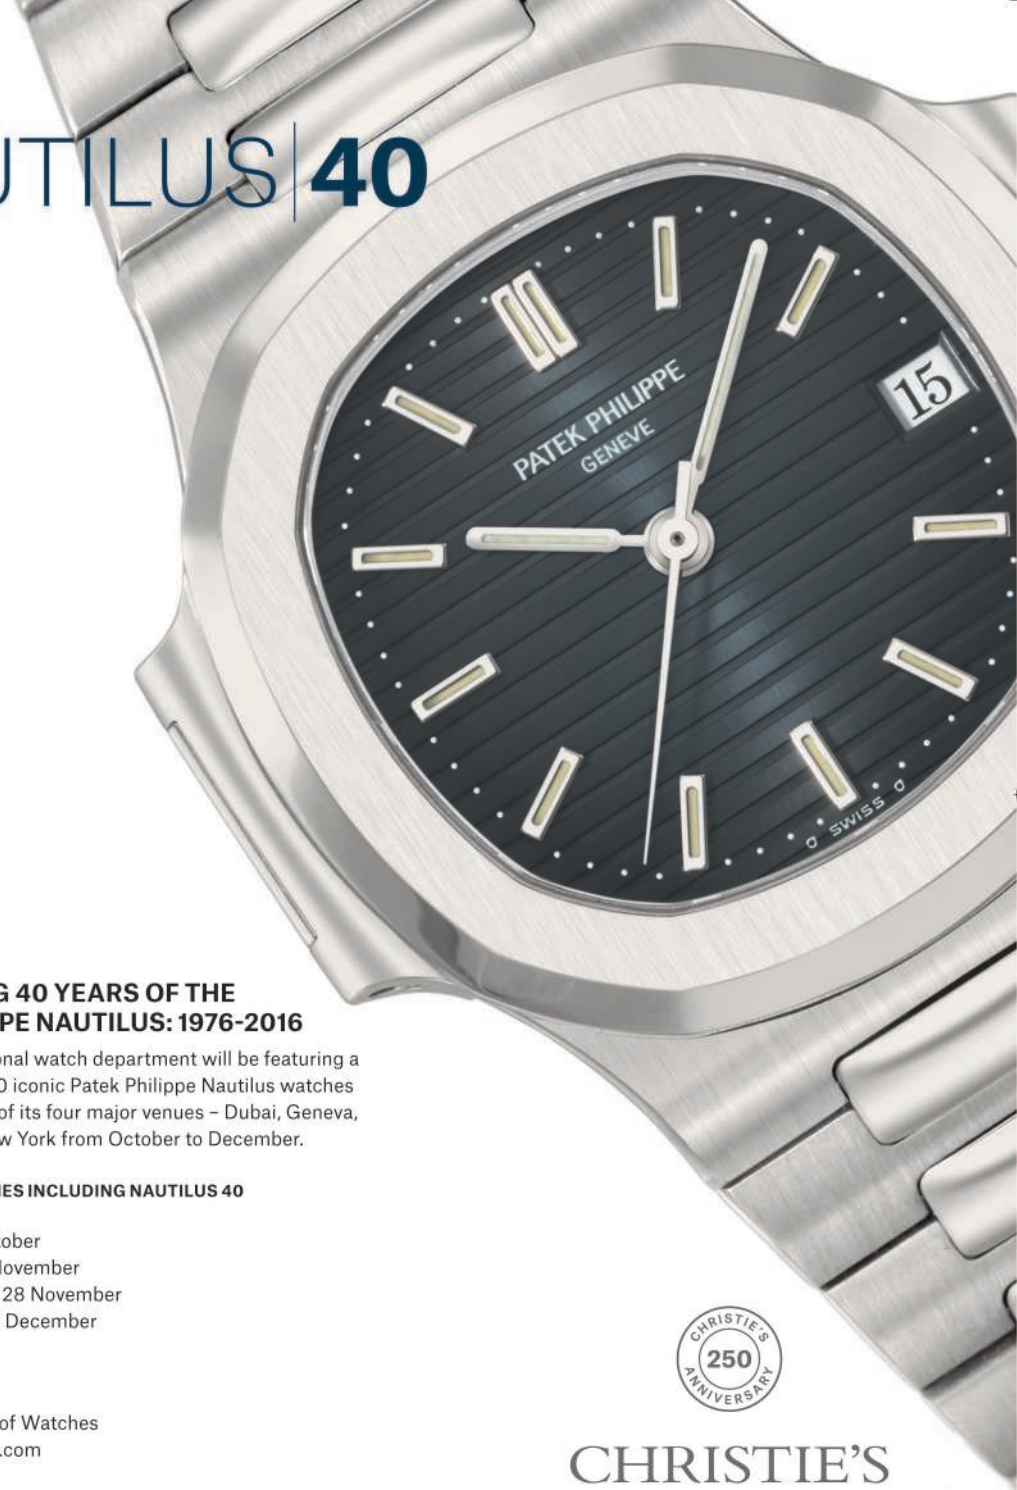 UTILUS|40
PATEK PHILIPPE
GENEVE
15
SWISS
G 40 YEARS OF THE
PE NAUTILUS: 1976-2016
onal watch department will be featuring a
0 iconic Patek Philippe Nautilus watches
of its four major venues – Dubai, Geneva,
w York from October to December.
IES INCLUDING NAUTILUS 40
tober
November
28 November
December
of Watches
.com
CHRISTIE'S
250
ANNIVERSARY
CHRISTIE'S